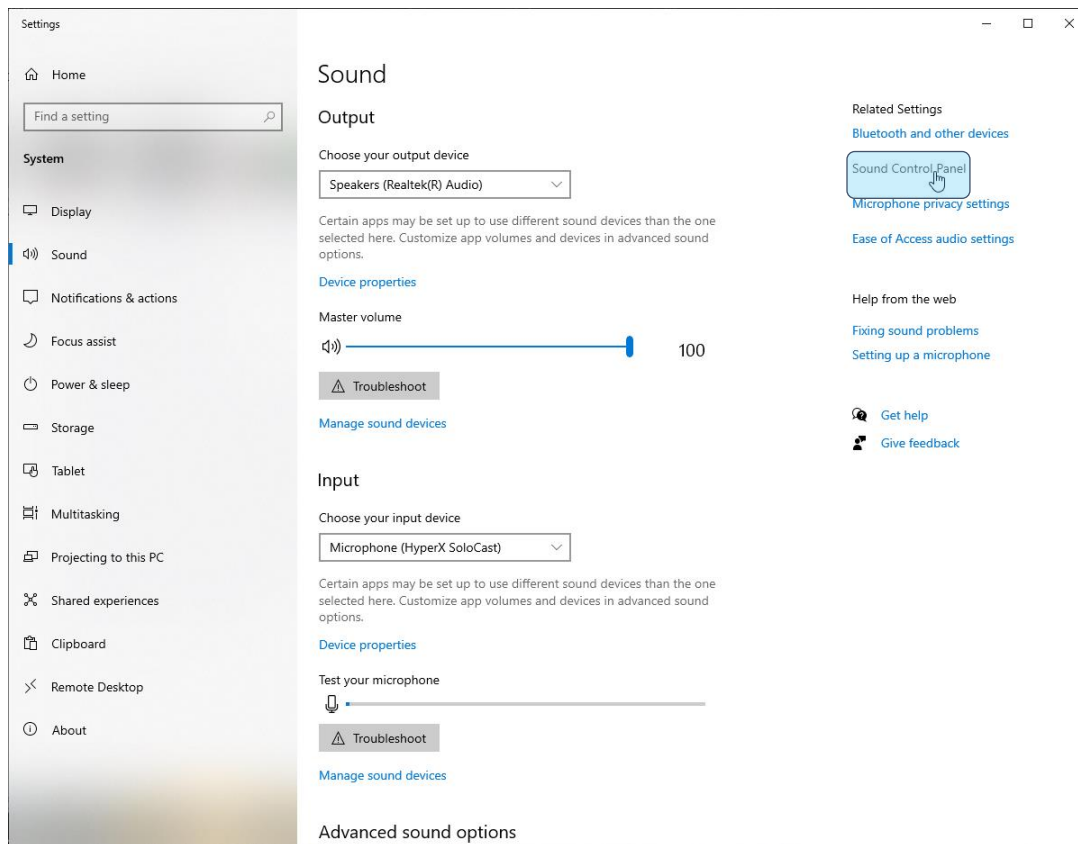 Settings
Home
Find a setting
System
Display
Sound
Notifications & actions
Focus assist
Power & sleep
Storage
Tablet
Multitasking
Projecting to this PC
Shared experiences
Clipboard
Remote Desktop
About
Sound
Output
Choose your output device
Speakers (Realtek(R) Audio)
Certain apps may be set up to use different sound devices than the one
selected here. Customize app volumes and devices in advanced sound
options.
Device properties
Master volume
100
Troubleshoot
Manage sound devices
Input
Choose your input device
Microphone (HyperX SoloCast)
Certain apps may be set up to use different sound devices than the one
selected here. Customize app volumes and devices in advanced sound
options.
Device properties
Test your microphone
Troubleshoot
Manage sound devices
Advanced sound options
Related Settings
Bluetooth and other devices
Sound Control Panel
Microphone privacy settings
Ease of Access audio settings
Help from the web
Fixing sound problems
Setting up a microphone
Get help
Give feedback